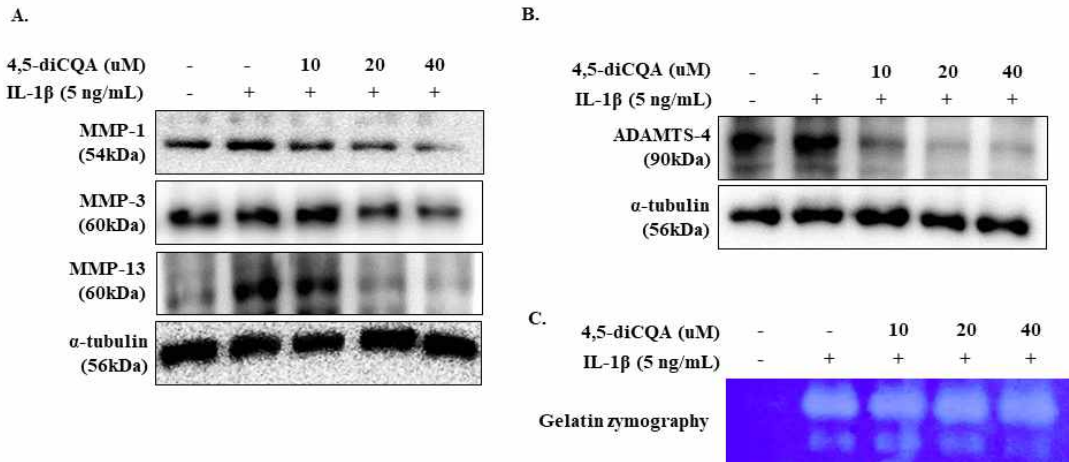 A.
4,5-diCQA (uM) - - 10 20 40
IL-1β (5 ng/mL) - + + + +
MMP-1
(54kDa)
MMP-3
(60kDa)
MMP-13
(60kDa)
α-tubulin
(56kDa)
B.
4,5-diCQA (uM) - - 10 20 40
IL-1β (5 ng/mL) - + + + +
ADAMTS-4
(90kDa)
α-tubulin
(56kDa)
C.
4,5-diCQA (uM) - - 10 20 40
IL-1β (5 ng/mL) - + + + +
Gelatin zymography